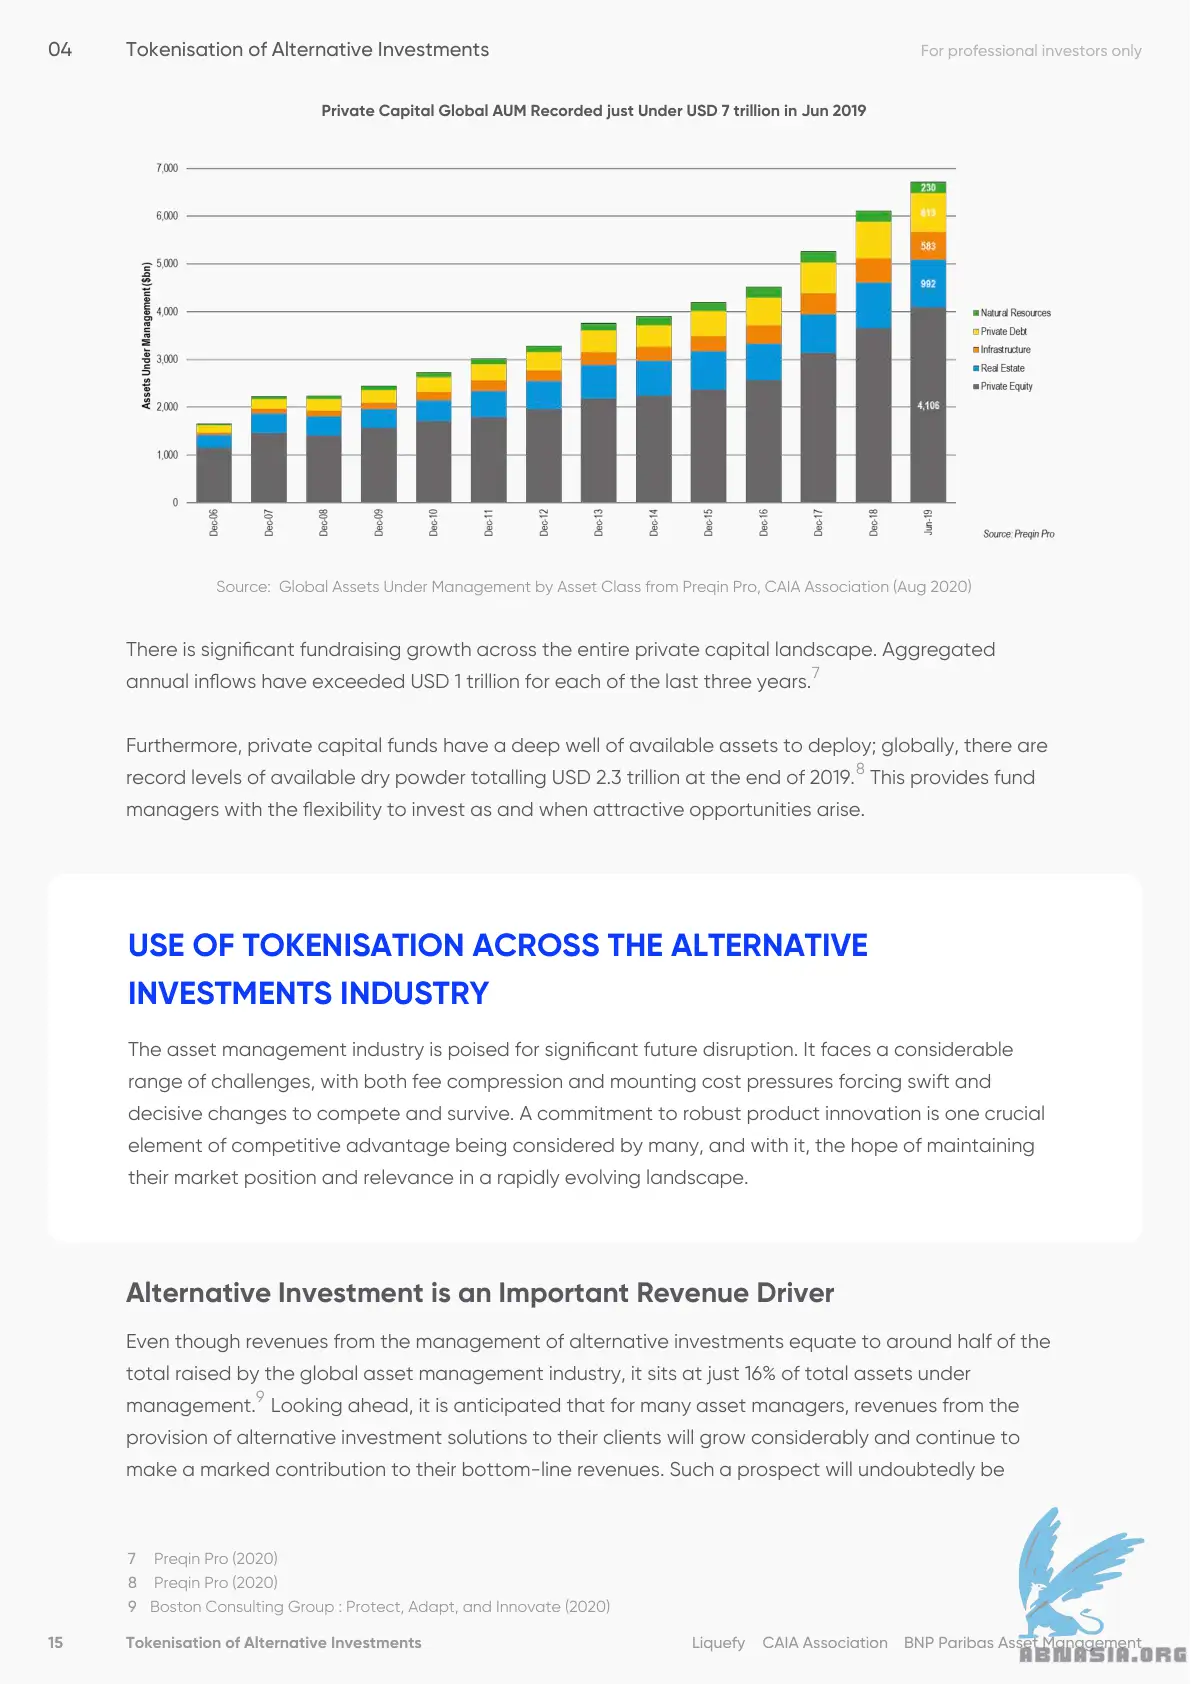 04 Tokenisation of Alternative Investments For professional investors only
Private Capital Global AUM Recorded just Under USD 7 trillion in Jun 2019
Assets Under Management ($bn)
7,000
6,000
5,000
4,000
3,000
2,000
1,000
0
230
619
583
992
4,106
Dec-06 Dec-07 Dec-08 Dec-09 Dec-10 Dec-11 Dec-12 Dec-13 Dec-14 Dec-15 Dec-16 Dec-17 Dec-18 Jun-19
Natural Resources
Private Debt
Infrastructure
Real Estate
Private Equity
Source: Preqin Pro
Source: Global Assets Under Management by Asset Class from Preqin Pro, CAIA Association (Aug 2020)
There is significant fundraising growth across the entire private capital landscape. Aggregated
annual inflows have exceeded USD 1 trillion for each of the last three years.7
Furthermore, private capital funds have a deep well of available assets to deploy; globally, there are
record levels of available dry powder totalling USD 2.3 trillion at the end of 2019.8 This provides fund
managers with the flexibility to invest as and when attractive opportunities arise.
USE OF TOKENISATION ACROSS THE ALTERNATIVE
INVESTMENTS INDUSTRY
The asset management industry is poised for significant future disruption. It faces a considerable
range of challenges, with both fee compression and mounting cost pressures forcing swift and
decisive changes to compete and survive. A commitment to robust product innovation is one crucial
element of competitive advantage being considered by many, and with it, the hope of maintaining
their market position and relevance in a rapidly evolving landscape.
Alternative Investment is an Important Revenue Driver
Even though revenues from the management of alternative investments equate to around half of the
total raised by the global asset management industry, it sits at just 16% of total assets under
management.9 Looking ahead, it is anticipated that for many asset managers, revenues from the
provision of alternative investment solutions to their clients will grow considerably and continue to
make a marked contribution to their bottom-line revenues. Such a prospect will undoubtedly be
7 Preqin Pro (2020)
8 Preqin Pro (2020)
9 Boston Consulting Group : Protect, Adapt, and Innovate (2020)
15 Tokenisation of Alternative Investments Liquefy CAIA Association BNP Paribas Asset Management
ABNASIA.ORG